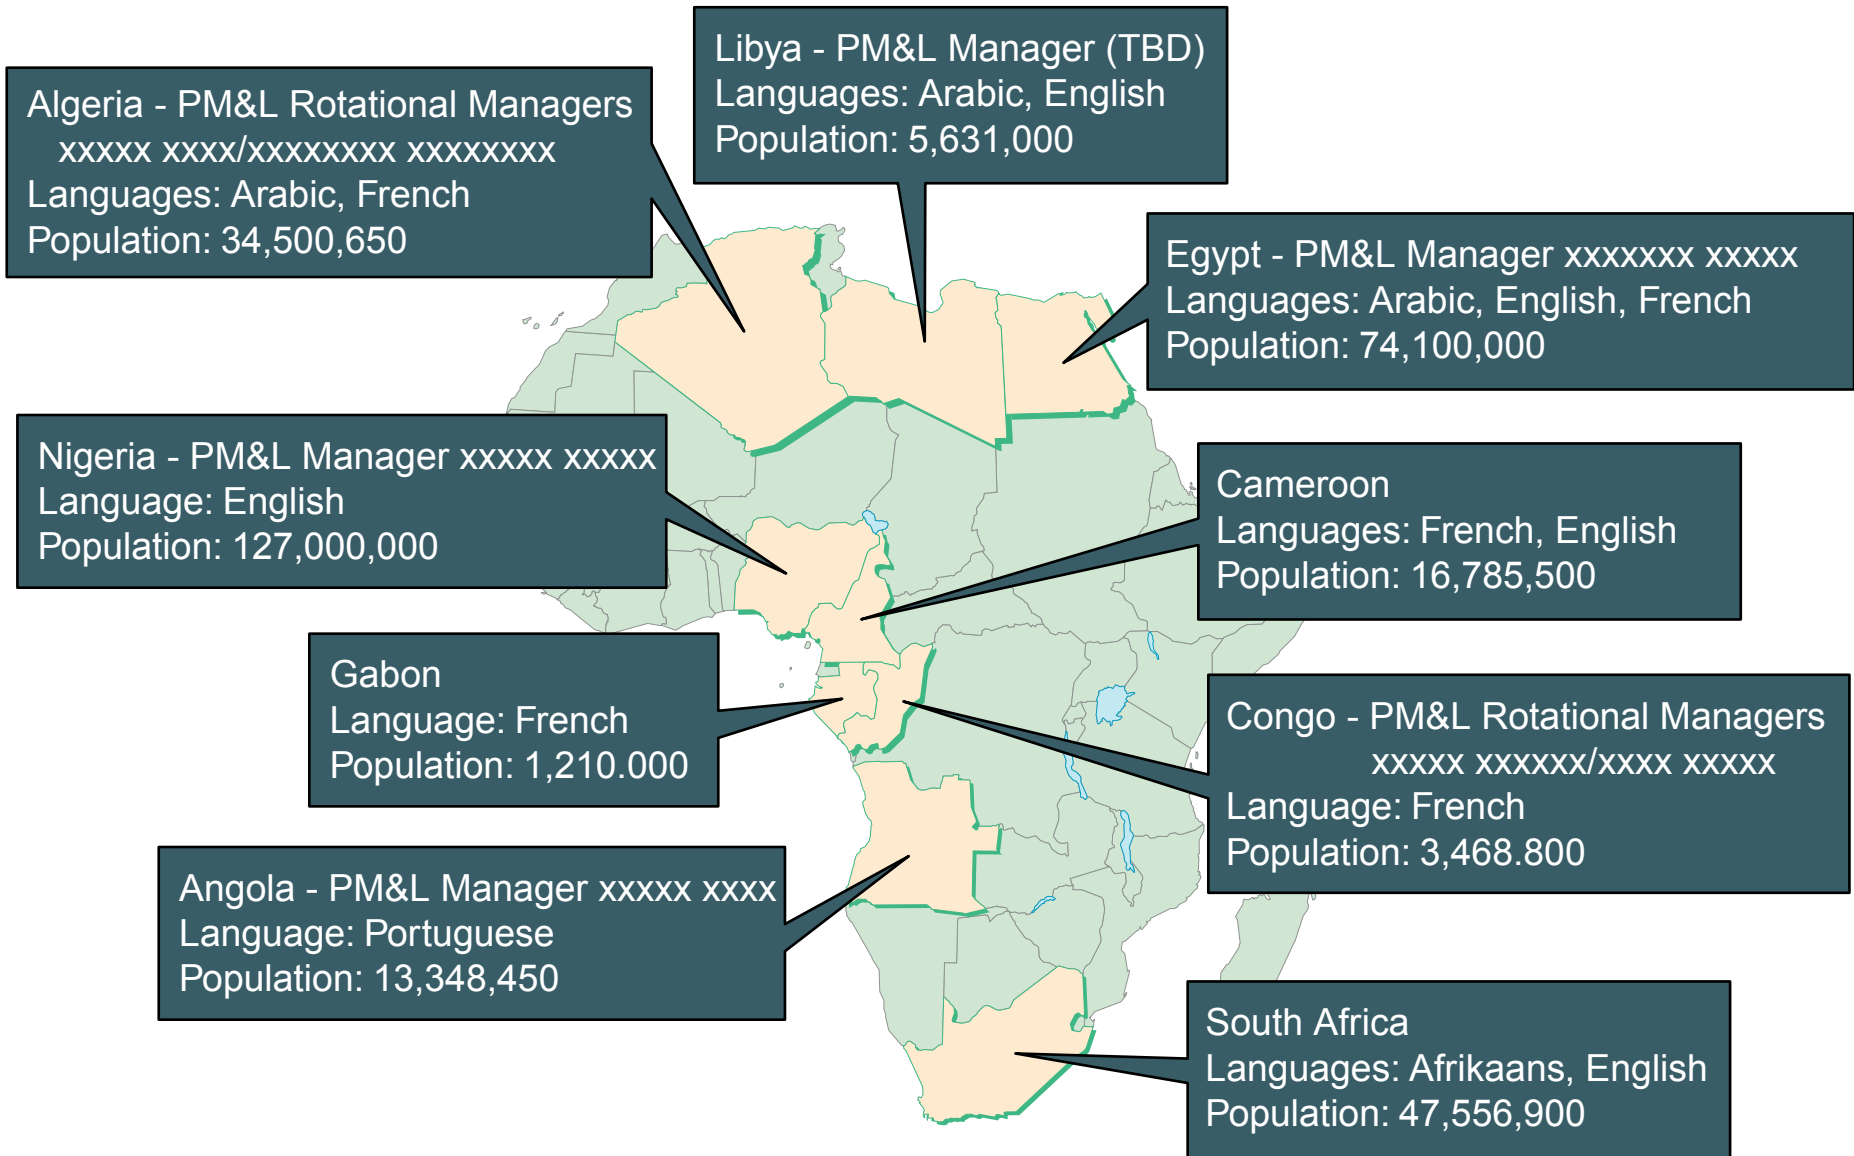 Libya - PM&L Manager (TBD)
Languages: Arabic, English
Population: 5,631,000
Algeria - PM&L Rotational Managers
xxxxx xxxx/xxxxxxxx xxxxxxxx
Languages: Arabic, French
Population: 34,500,650
Egypt - PM&L Manager xxxxxxx xxxxx
Languages: Arabic, English, French
Population: 74,100,000
Nigeria - PM&L Manager xxxxx xxxxx
Language: English
Population: 127,000,000
Cameroon
Languages: French, English
Population: 16,785,500
Gabon
Language: French
Population: 1,210.000
Congo - PM&L Rotational Managers
xxxxx xxxxxx/xxxx xxxxx
Language: French
Population: 3,468.800
Angola - PM&L Manager xxxxx xxxx
Language: Portuguese
Population: 13,348,450
South Africa
Languages: Afrikaans, English
Population: 47,556,900